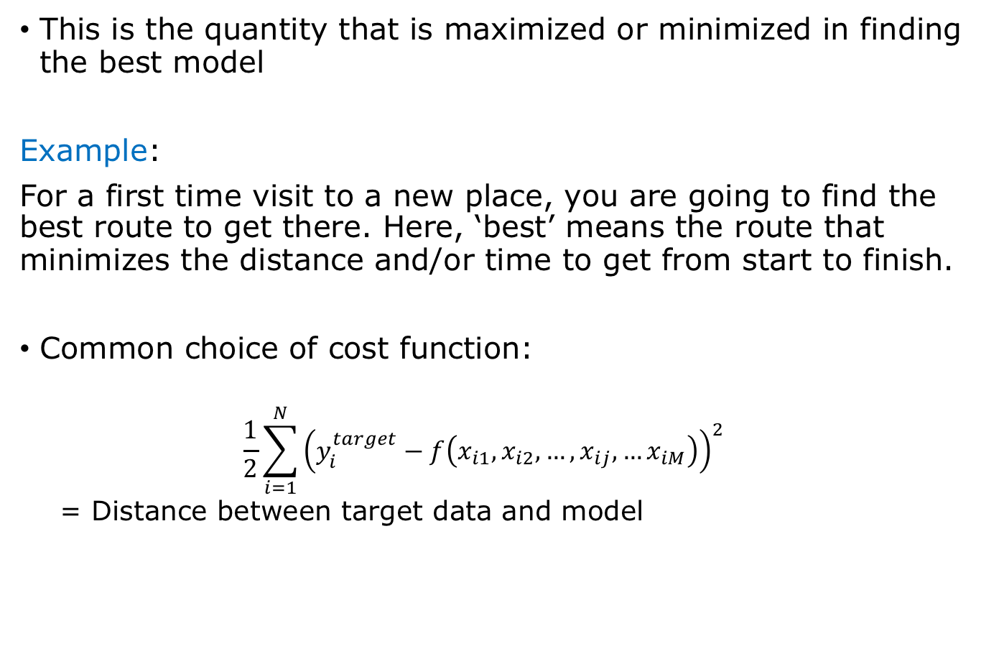 • This is the quantity that is maximized or minimized in finding
the best model
Example:
For a first time visit to a new place, you are going to find the
best route to get there. Here, ‘best’ means the route that
minimizes the distance and/or time to get from start to finish.
• Common choice of cost function:
$\frac{1}{2}\sum_{i=1}^{N}\left(y_i^{target} - f(x_{i1}, x_{i2}, \ldots, x_{ij}, \ldots x_{iM})\right)^2$
= Distance between target data and model